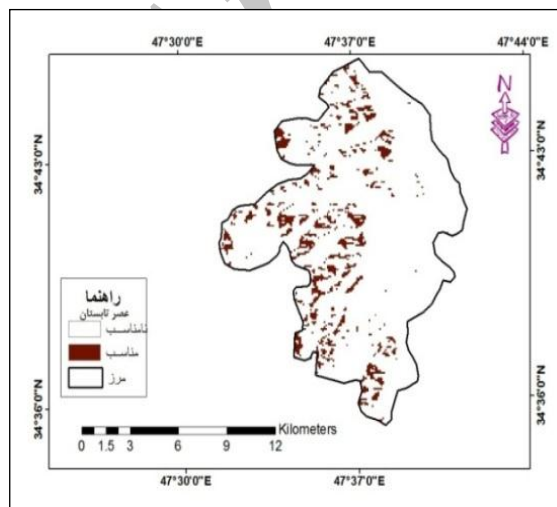 47°30'0"E 47°37'0"E 47°44'0"E
N
34°43'0"N 34°43'0"N
راهنما
عصر تابستان
نامناسب
مناسب
مرز
34°36'0"N 34°36'0"N
Kilometers
0 1.5 3 6 9 12
47°30'0"E 47°37'0"E